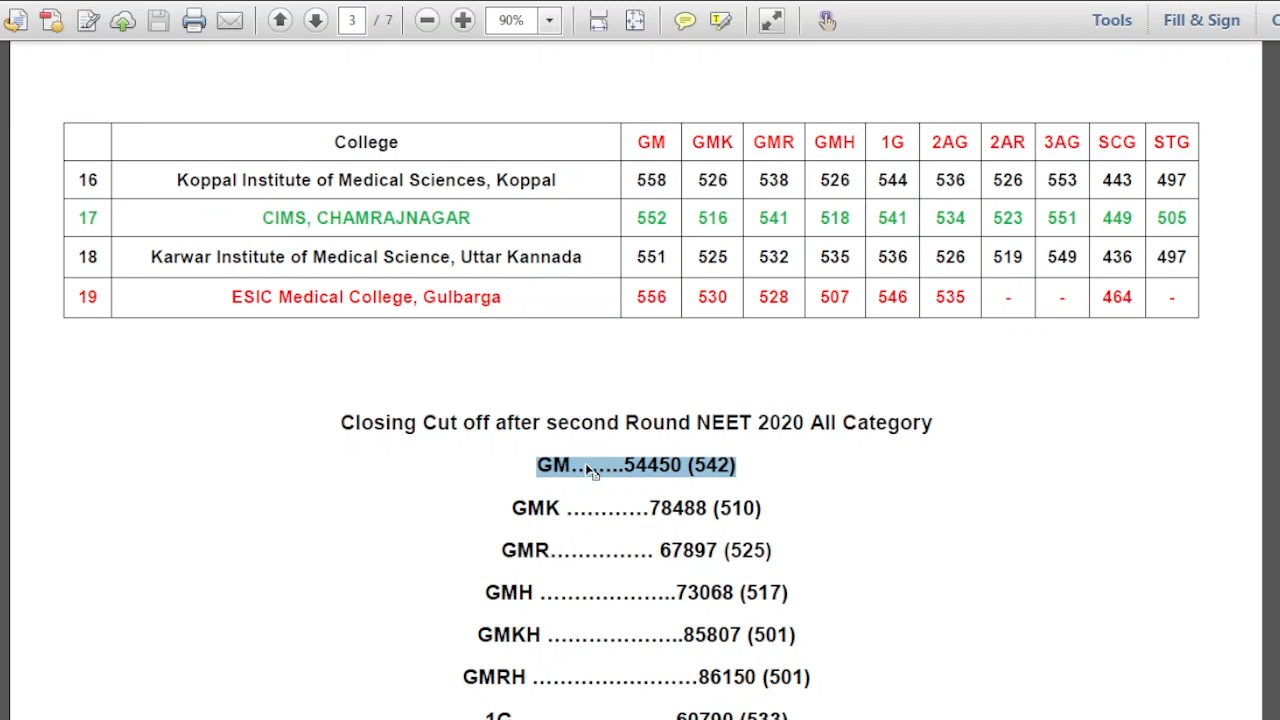 3 / 7 90% Tools Fill & Sign
College GM GMK GMR GMH 1G 2AG 2AR 3AG SCG STG
16 Koppal Institute of Medical Sciences, Koppal 558 526 538 526 544 536 526 553 443 497
17 CIMS, CHAMRAJNAGAR 552 516 541 518 541 534 523 551 449 505
18 Karwar Institute of Medical Science, Uttar Kannada 551 525 532 535 536 526 519 549 436 497
19 ESIC Medical College, Gulbarga 556 530 528 507 546 535 - - 464 -
Closing Cut off after second Round NEET 2020 All Category
GM……..54450 (542)
GMK …………78488 (510)
GMR…………… 67897 (525)
GMH ………………..73068 (517)
GMKH ………………..85807 (501)
GMRH ……………………86150 (501)